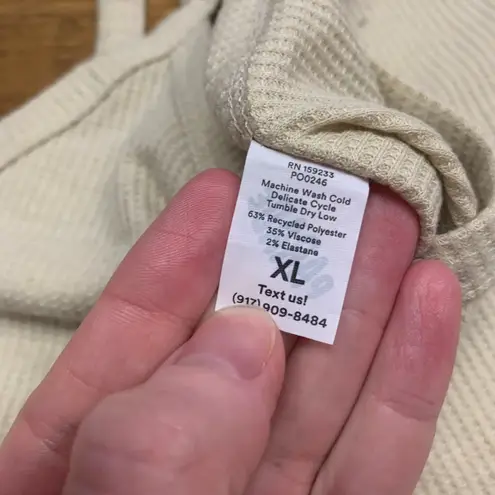 RN 159233
PO0246
Machine Wash Cold
Delicate Cycle
Tumble Dry Low
63% Recycled Polyester
35% Viscose
2% Elastane
XL
Text us!
(917) 909-8484